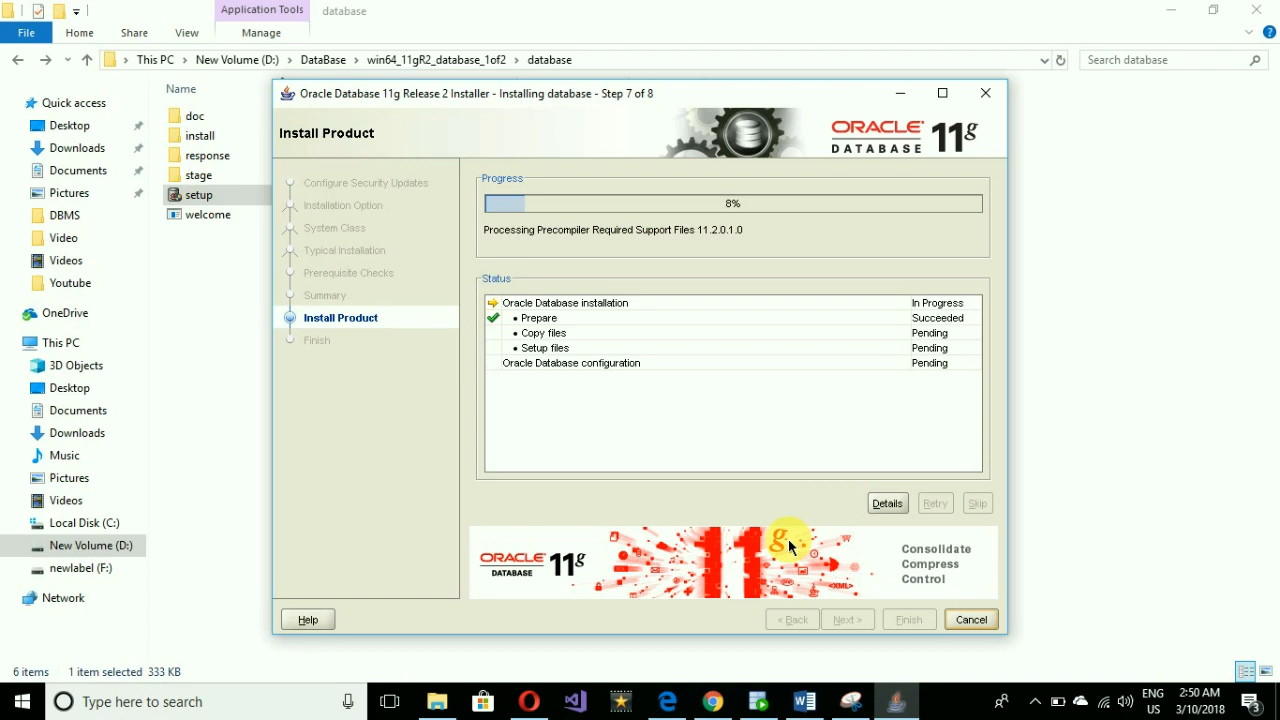 Application Tools
database
File
Home
Share
View
Manage
This PC
New Volume (D:)
DataBase
win64_11gR2_database_1of2
database
Search database
Quick access
Desktop
Downloads
Documents
Pictures
DBMS
Video
Videos
Youtube
OneDrive
This PC
3D Objects
Desktop
Documents
Downloads
Music
Pictures
Videos
Local Disk (C:)
New Volume (D:)
newlabel (F:)
Network
Name
doc
install
response
stage
setup
welcome
Oracle Database 11g Release 2 Installer - Installing database - Step 7 of 8
Install Product
ORACLE
DATABASE
11g
Configure Security Updates
Installation Option
System Class
Typical Installation
Prerequisite Checks
Summary
Install Product
Finish
Progress
8%
Processing Precompiler Required Support Files 11.2.0.1.0
Status
Oracle Database installation In Progress
• Prepare Succeeded
• Copy files Pending
• Setup files Pending
Oracle Database configuration Pending
Details
Retry
Skip
ORACLE
DATABASE
11g
11g
<XML>
Consolidate
Compress
Control
Help
< Back
Next >
Finish
Cancel
6 items
1 item selected 333 KB
Type here to search
ENG
US
2:50 AM
3/10/2018
3